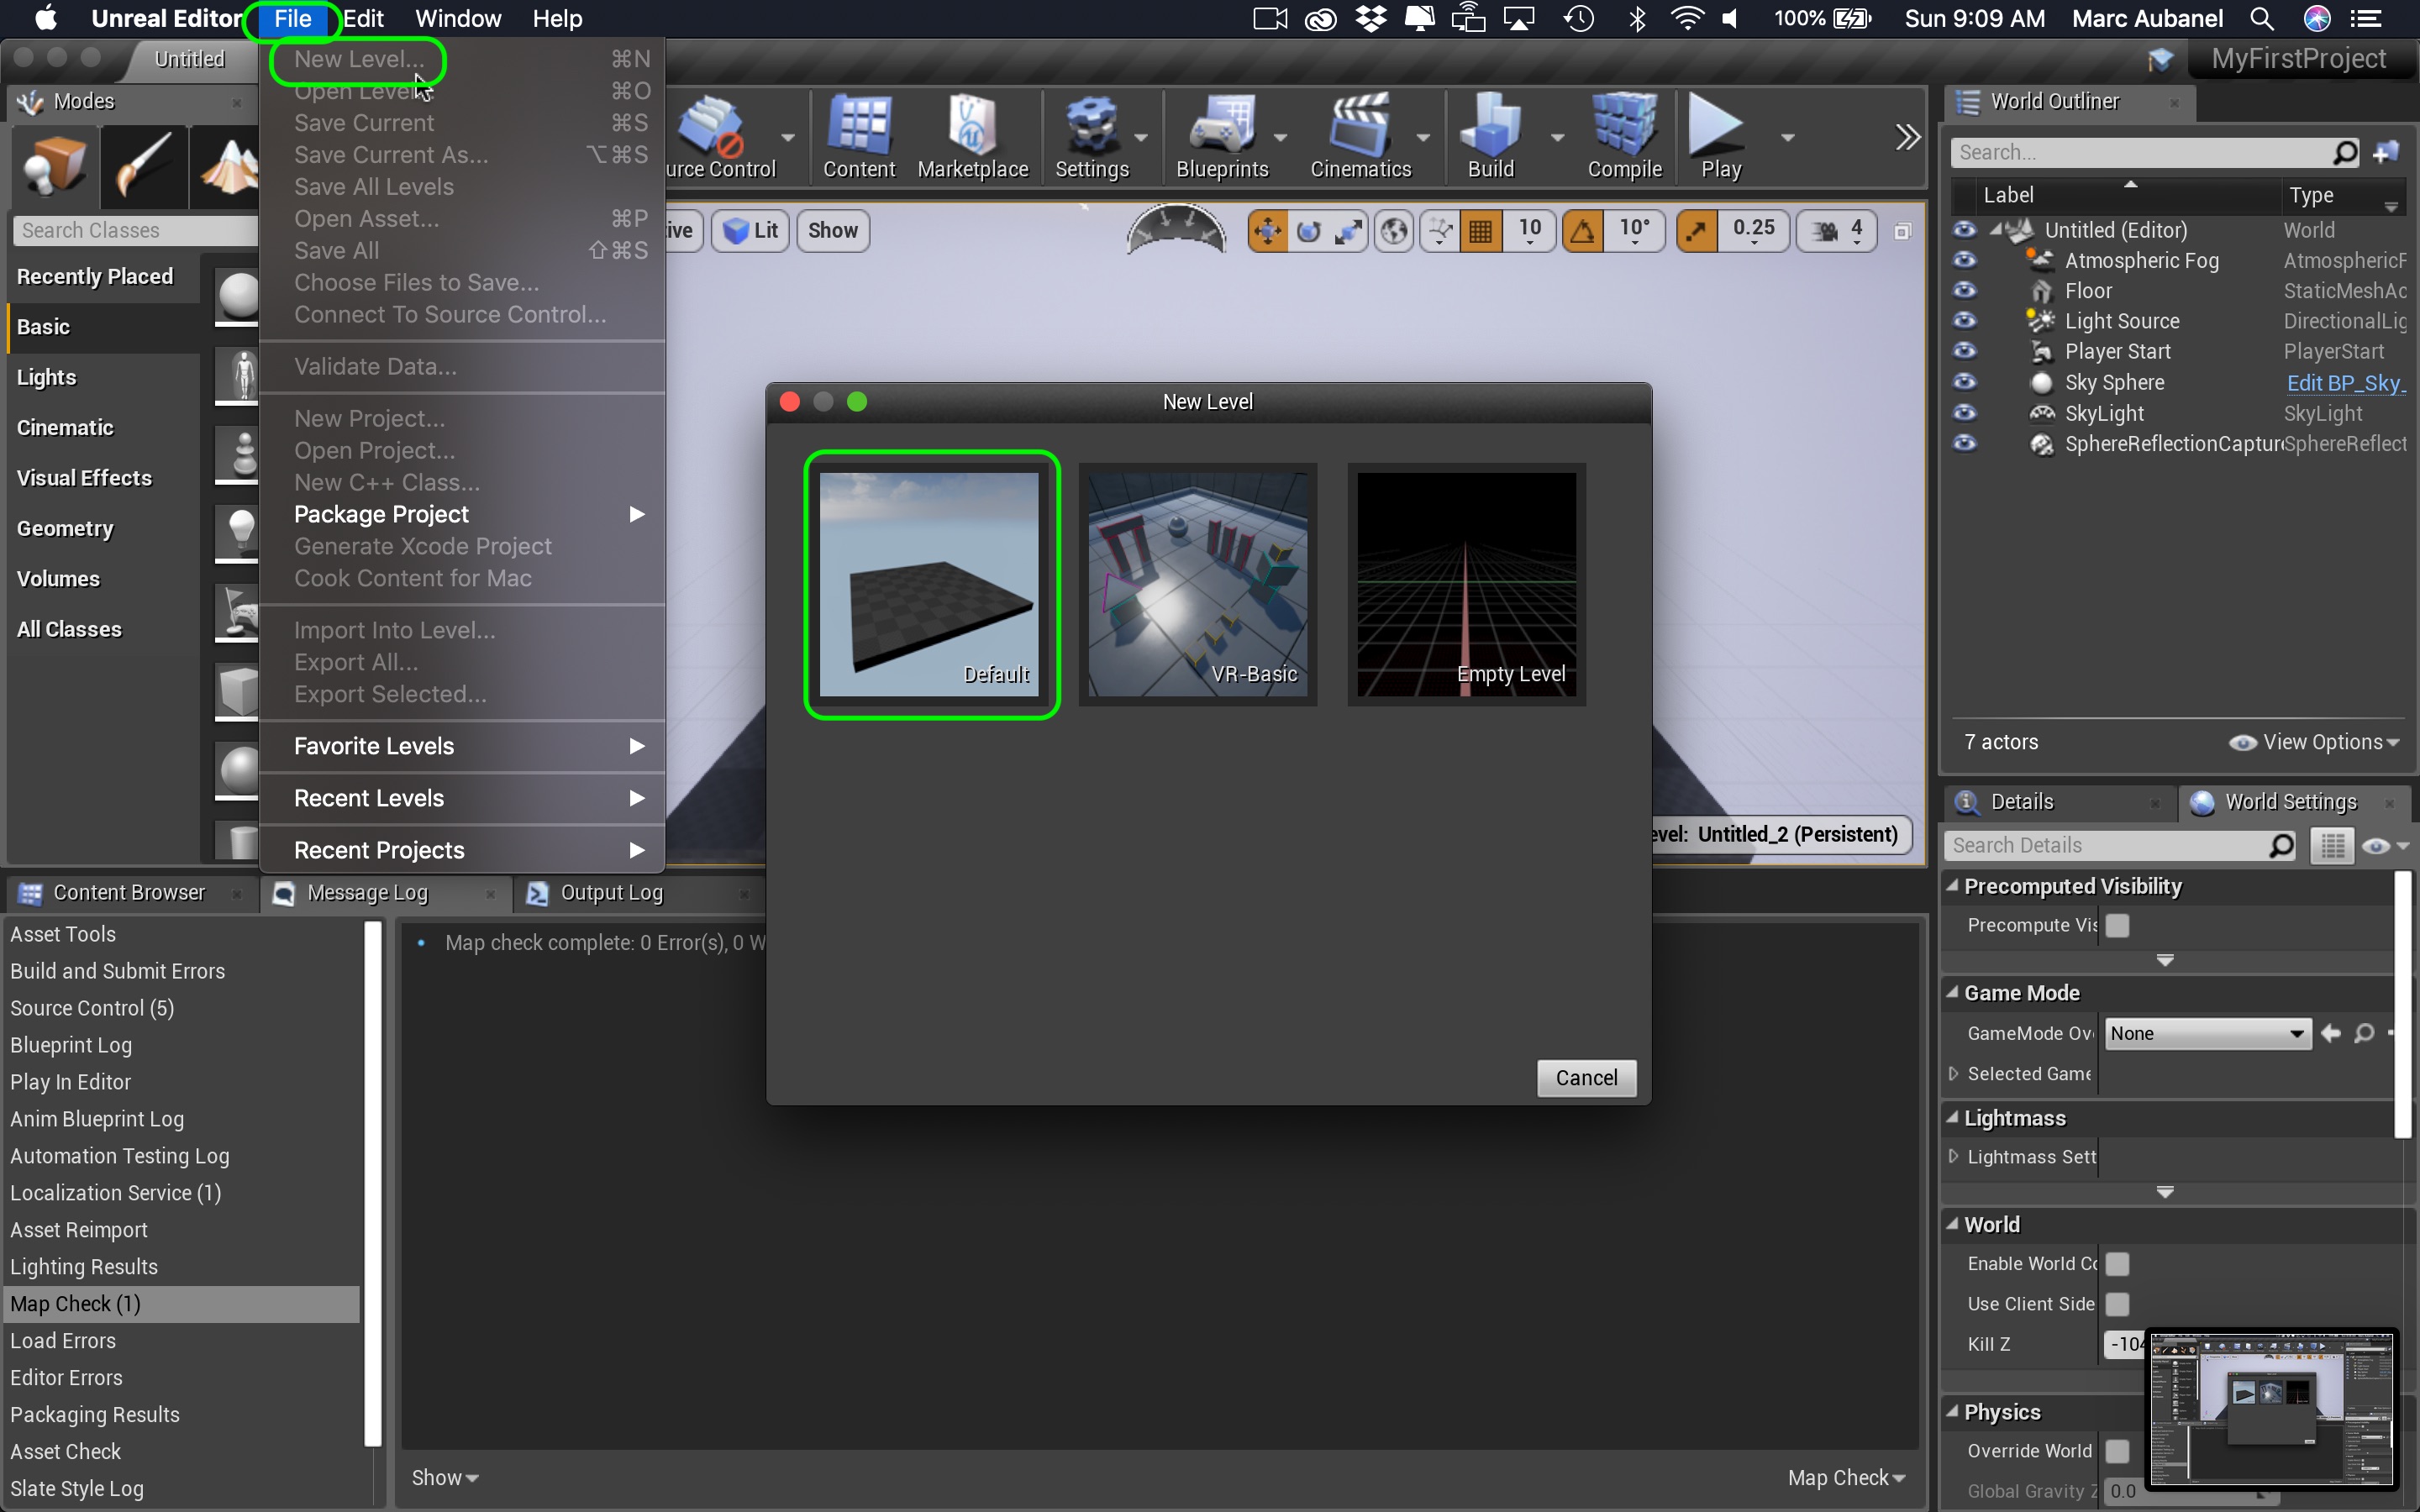 Unreal Editor File Edit Window Help 100% Sun 9:09 AM Marc Aubanel
Untitled
MyFirstProject
Modes
Search Classes
Recently Placed
Basic
Lights
Cinematic
Visual Effects
Geometry
Volumes
All Classes
New Level... ⌘N
Open Level... ⌘O
Save Current ⌘S
Save Current As... ⌥⌘S
Save All Levels
Open Asset... ⌘P
Save All ⇧⌘S
Choose Files to Save...
Connect To Source Control...
Validate Data...
New Project...
Open Project...
New C++ Class...
Package Project
Generate Xcode Project
Cook Content for Mac
Import Into Level...
Export All...
Export Selected...
Favorite Levels
Recent Levels
Recent Projects
urce Control Content Marketplace Settings Blueprints Cinematics Build Compile Play
ive Lit Show 10 10° 0.25 4
New Level
Default
VR-Basic
Empty Level
Cancel
evel: Untitled_2 (Persistent)
World Outliner
Search...
Label Type
Untitled (Editor) World
Atmospheric Fog AtmosphericF
Floor StaticMeshAc
Light Source DirectionalLig
Player Start PlayerStart
Sky Sphere Edit BP_Sky_
SkyLight SkyLight
SphereReflectionCapture SphereReflect
7 actors View Options
Details World Settings
Search Details
Precomputed Visibility
Precompute Vis
Game Mode
GameMode Ov None
Selected Game
Lightmass
Lightmass Sett
World
Enable World Co
Use Client Side
Kill Z -104
Physics
Override World
Global Gravity Z 0.0
Content Browser Message Log Output Log
Asset Tools
Build and Submit Errors
Source Control (5)
Blueprint Log
Play In Editor
Anim Blueprint Log
Automation Testing Log
Localization Service (1)
Asset Reimport
Lighting Results
Map Check (1)
Load Errors
Editor Errors
Packaging Results
Asset Check
Slate Style Log
Map check complete: 0 Error(s), 0 W
Show Map Check